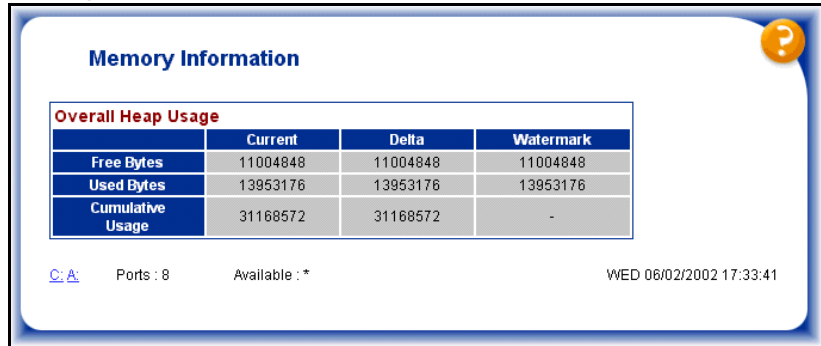 ?
Memory Information
Overall Heap Usage
Current Delta Watermark
Free Bytes 11004848 11004848 11004848
Used Bytes 13953176 13953176 13953176
Cumulative
Usage 31168572 31168572 -
C: A: Ports : 8 Available : * WED 06/02/2002 17:33:41